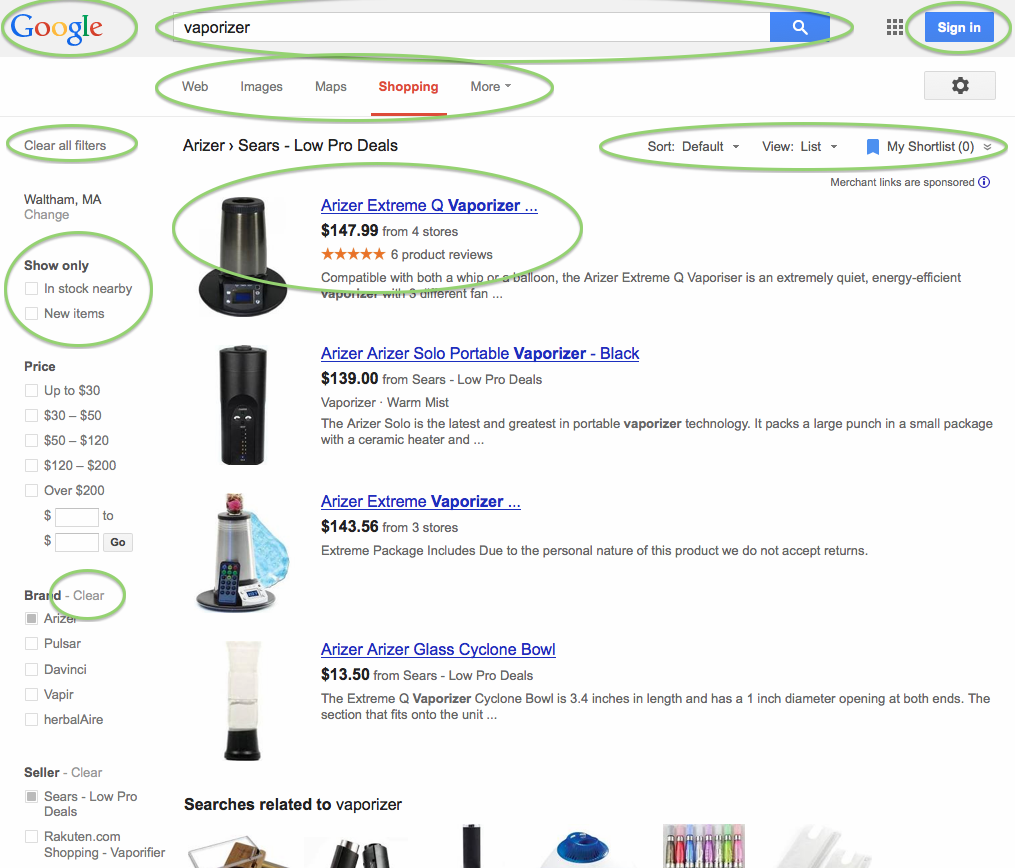 Google
vaporizer
Sign in
Web Images Maps Shopping More
Clear all filters
Arizer › Sears - Low Pro Deals
Sort: Default View: List My Shortlist (0)
Merchant links are sponsored
Waltham, MA
Change
Show only
In stock nearby
New items
Price
Up to $30
$30 – $50
$50 – $120
$120 – $200
Over $200
$ to
$ Go
Brand - Clear
Arizer
Pulsar
Davinci
Vapir
herbalAire
Seller - Clear
Sears - Low Pro
Deals
Rakuten.com
Shopping - Vaporifier
Arizer Extreme Q Vaporizer ...
$147.99 from 4 stores
★★★★★ 6 product reviews
Compatible with both a whip or a balloon, the Arizer Extreme Q Vaporiser is an extremely quiet, energy-efficient
vaporizer with 3 different fan ...
Arizer Arizer Solo Portable Vaporizer - Black
$139.00 from Sears - Low Pro Deals
Vaporizer · Warm Mist
The Arizer Solo is the latest and greatest in portable vaporizer technology. It packs a large punch in a small package
with a ceramic heater and ...
Arizer Extreme Vaporizer ...
$143.56 from 3 stores
Extreme Package Includes Due to the personal nature of this product we do not accept returns.
Arizer Arizer Glass Cyclone Bowl
$13.50 from Sears - Low Pro Deals
The Extreme Q Vaporizer Cyclone Bowl is 3.4 inches in length and has a 1 inch diameter opening at both ends. The
section that fits onto the unit ...
Searches related to vaporizer